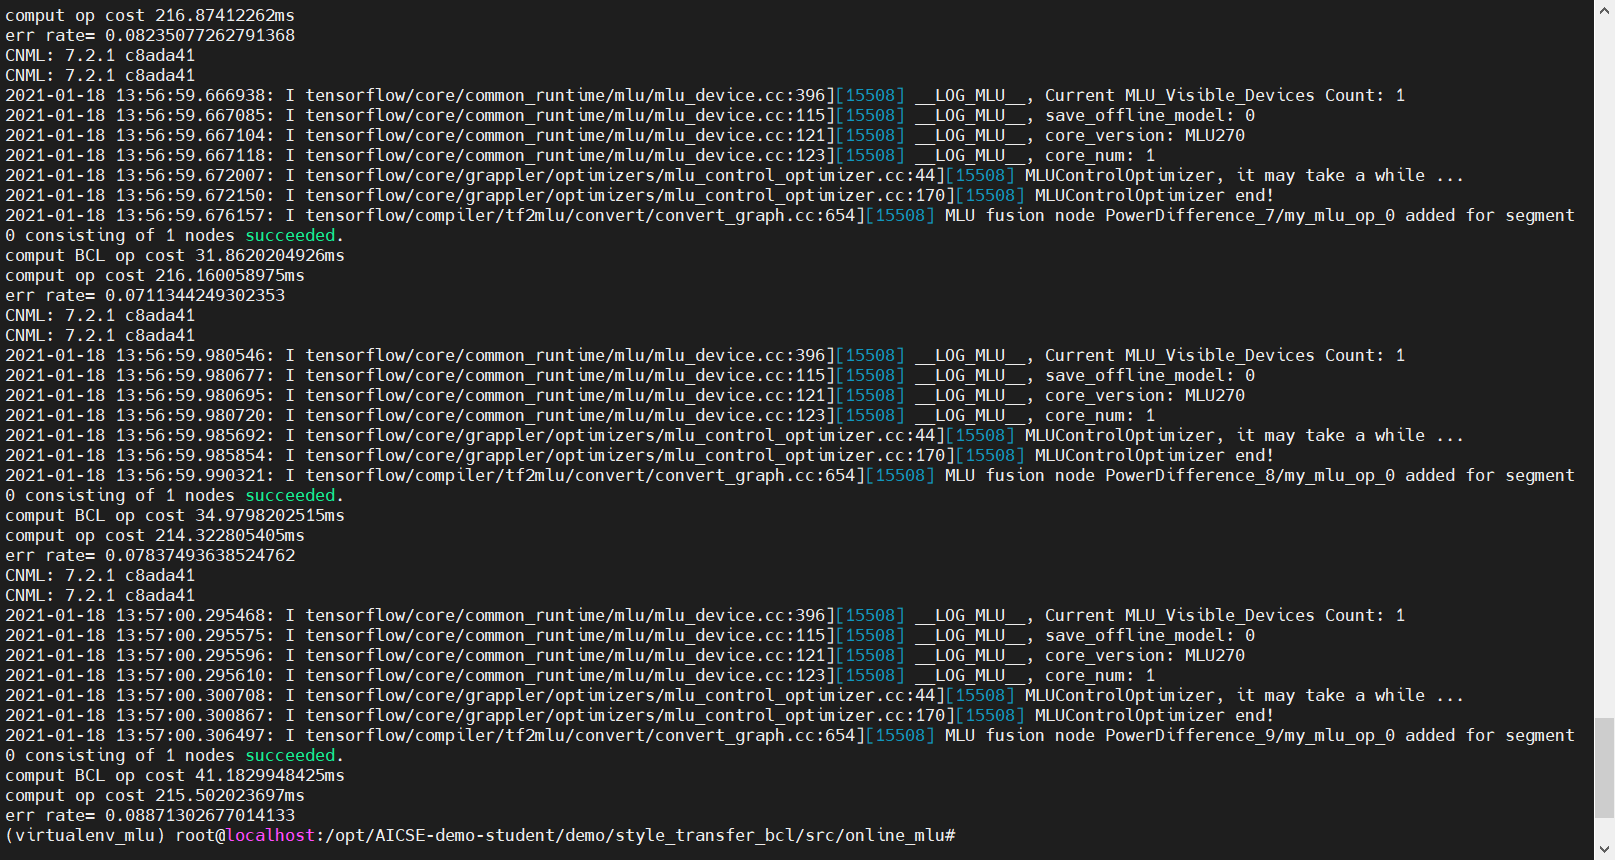 comput op cost 216.87412262ms
err rate= 0.08235077262791368
CNML: 7.2.1 c8ada41
CNML: 7.2.1 c8ada41
2021-01-18 13:56:59.666938: I tensorflow/core/common_runtime/mlu/mlu_device.cc:396][15508] __LOG_MLU__, Current MLU_Visible_Devices Count: 1
2021-01-18 13:56:59.667085: I tensorflow/core/common_runtime/mlu/mlu_device.cc:115][15508] __LOG_MLU__, save_offline_model: 0
2021-01-18 13:56:59.667104: I tensorflow/core/common_runtime/mlu/mlu_device.cc:121][15508] __LOG_MLU__, core_version: MLU270
2021-01-18 13:56:59.667118: I tensorflow/core/common_runtime/mlu/mlu_device.cc:123][15508] __LOG_MLU__, core_num: 1
2021-01-18 13:56:59.672007: I tensorflow/core/grappler/optimizers/mlu_control_optimizer.cc:44][15508] MLUControlOptimizer, it may take a while ...
2021-01-18 13:56:59.672150: I tensorflow/core/grappler/optimizers/mlu_control_optimizer.cc:170][15508] MLUControlOptimizer end!
2021-01-18 13:56:59.676157: I tensorflow/compiler/tf2mlu/convert/convert_graph.cc:654][15508] MLU fusion node PowerDifference_7/my_mlu_op_0 added for segment
0 consisting of 1 nodes succeeded.
comput BCL op cost 31.8620204926ms
comput op cost 216.160058975ms
err rate= 0.0711344249302353
CNML: 7.2.1 c8ada41
CNML: 7.2.1 c8ada41
2021-01-18 13:56:59.980546: I tensorflow/core/common_runtime/mlu/mlu_device.cc:396][15508] __LOG_MLU__, Current MLU_Visible_Devices Count: 1
2021-01-18 13:56:59.980677: I tensorflow/core/common_runtime/mlu/mlu_device.cc:115][15508] __LOG_MLU__, save_offline_model: 0
2021-01-18 13:56:59.980695: I tensorflow/core/common_runtime/mlu/mlu_device.cc:121][15508] __LOG_MLU__, core_version: MLU270
2021-01-18 13:56:59.980720: I tensorflow/core/common_runtime/mlu/mlu_device.cc:123][15508] __LOG_MLU__, core_num: 1
2021-01-18 13:56:59.985692: I tensorflow/core/grappler/optimizers/mlu_control_optimizer.cc:44][15508] MLUControlOptimizer, it may take a while ...
2021-01-18 13:56:59.985854: I tensorflow/core/grappler/optimizers/mlu_control_optimizer.cc:170][15508] MLUControlOptimizer end!
2021-01-18 13:56:59.990321: I tensorflow/compiler/tf2mlu/convert/convert_graph.cc:654][15508] MLU fusion node PowerDifference_8/my_mlu_op_0 added for segment
0 consisting of 1 nodes succeeded.
comput BCL op cost 34.9798202515ms
comput op cost 214.322805405ms
err rate= 0.07837493638524762
CNML: 7.2.1 c8ada41
CNML: 7.2.1 c8ada41
2021-01-18 13:57:00.295468: I tensorflow/core/common_runtime/mlu/mlu_device.cc:396][15508] __LOG_MLU__, Current MLU_Visible_Devices Count: 1
2021-01-18 13:57:00.295575: I tensorflow/core/common_runtime/mlu/mlu_device.cc:115][15508] __LOG_MLU__, save_offline_model: 0
2021-01-18 13:57:00.295596: I tensorflow/core/common_runtime/mlu/mlu_device.cc:121][15508] __LOG_MLU__, core_version: MLU270
2021-01-18 13:57:00.295610: I tensorflow/core/common_runtime/mlu/mlu_device.cc:123][15508] __LOG_MLU__, core_num: 1
2021-01-18 13:57:00.300708: I tensorflow/core/grappler/optimizers/mlu_control_optimizer.cc:44][15508] MLUControlOptimizer, it may take a while ...
2021-01-18 13:57:00.300867: I tensorflow/core/grappler/optimizers/mlu_control_optimizer.cc:170][15508] MLUControlOptimizer end!
2021-01-18 13:57:00.306497: I tensorflow/compiler/tf2mlu/convert/convert_graph.cc:654][15508] MLU fusion node PowerDifference_9/my_mlu_op_0 added for segment
0 consisting of 1 nodes succeeded.
comput BCL op cost 41.1829948425ms
comput op cost 215.502023697ms
err rate= 0.08871302677014133
(virtualenv_mlu) root@localhost:/opt/AICSE-demo-student/demo/style_transfer_bcl/src/online_mlu#